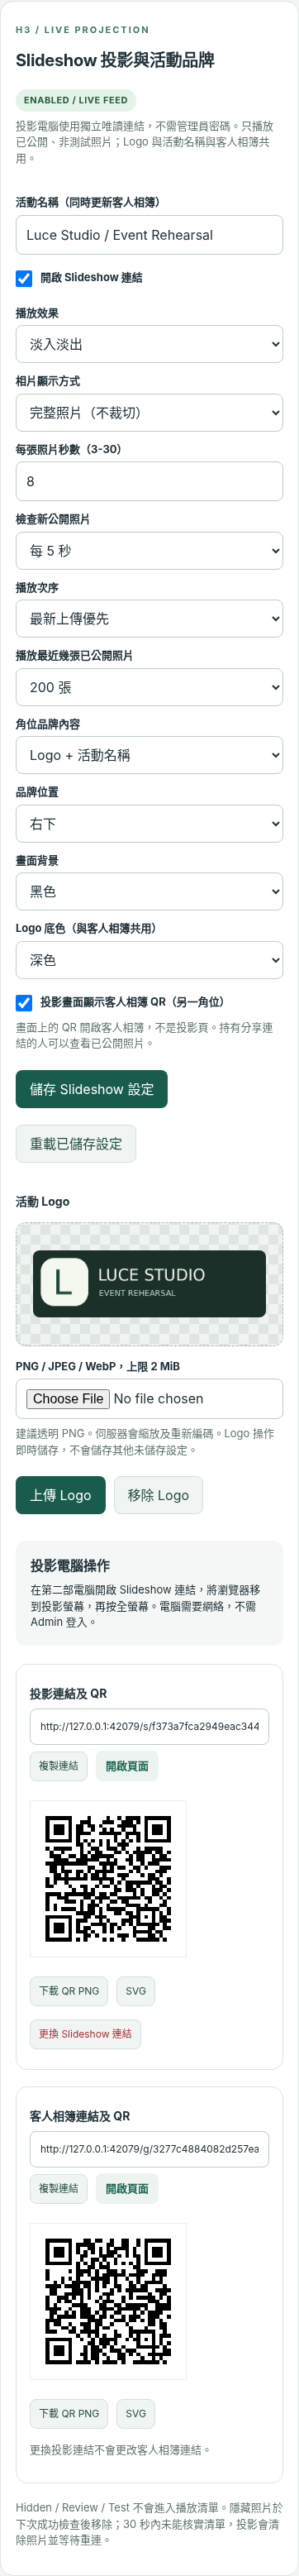 H3 / LIVE PROJECTION
Slideshow 投影與活動品牌
ENABLED / LIVE FEED
投影電腦使用獨立唯讀連結，不需管理員密碼。只播放
已公開、非測試照片；Logo 與活動名稱與客人相簿共
用。
活動名稱（同時更新客人相簿）
Luce Studio / Event Rehearsal
開啟 Slideshow 連結
播放效果
淡入淡出
相片顯示方式
完整照片（不裁切）
每張照片秒數（3-30）
8
檢查新公開照片
每 5 秒
播放次序
最新上傳優先
播放最近幾張已公開照片
200 張
角位品牌內容
Logo + 活動名稱
品牌位置
右下
畫面背景
黑色
Logo 底色（與客人相簿共用）
深色
投影畫面顯示客人相簿 QR（另一角位）
畫面上的 QR 開啟客人相簿，不是投影頁。持有分享連
結的人可以查看已公開照片。
儲存 Slideshow 設定
重載已儲存設定
活動 Logo
L LUCE STUDIO
EVENT REHEARSAL
PNG / JPEG / WebP，上限 2 MiB
Choose File No file chosen
建議透明 PNG。伺服器會縮放及重新編碼。Logo 操作
即時儲存，不會儲存其他未儲存設定。
上傳 Logo 移除 Logo
投影電腦操作
在第二部電腦開啟 Slideshow 連結，將瀏覽器移
到投影螢幕，再按全螢幕。電腦需要網絡，不需
Admin 登入。
投影連結及 QR
http://127.0.0.1:42079/s/f373a7fca2949eac344
複製連結 開啟頁面
下載 QR PNG SVG
更換 Slideshow 連結
客人相簿連結及 QR
http://127.0.0.1:42079/g/3277c4884082d257ea
複製連結 開啟頁面
下載 QR PNG SVG
更換投影連結不會更改客人相簿連結。
Hidden / Review / Test 不會進入播放清單。隱藏照片於
下次成功檢查後移除；30 秒內未能核實清單，投影會清
除照片並等待重連。